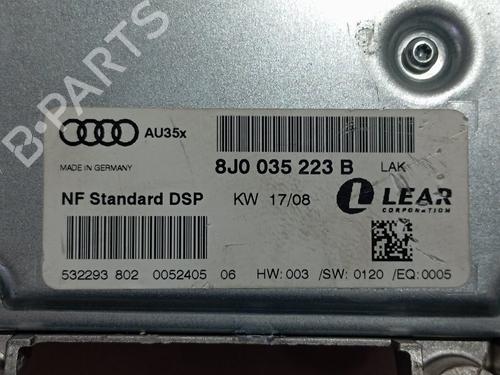 B-PARTS
AU35x
8J0 035 223 B LAK
MADE IN GERMANY
NF Standard DSP KW 17/08 LEAR
CORPORATION
532293 802 0052405 06 HW:003 /SW:0120 /EQ:0005